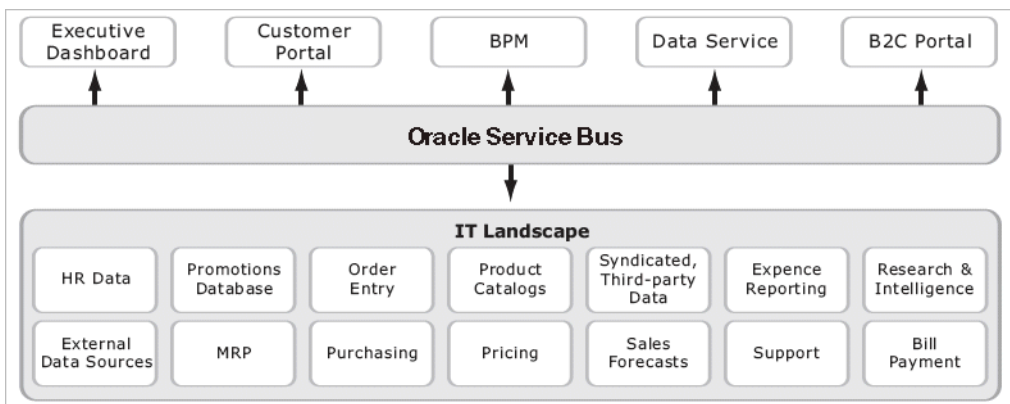 Executive
Dashboard
Customer
Portal
BPM
Data Service
B2C Portal
Oracle Service Bus
IT Landscape
HR Data
Promotions
Database
Order
Entry
Product
Catalogs
Syndicated,
Third-party
Data
Expence
Reporting
Research &
Intelligence
External
Data Sources
MRP
Purchasing
Pricing
Sales
Forecasts
Support
Bill
Payment